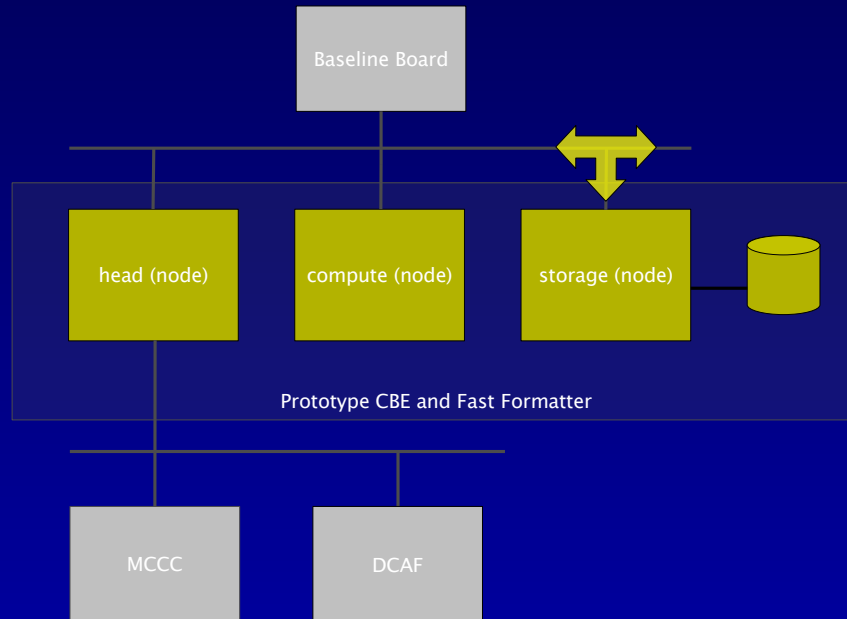 Baseline Board
head (node)
compute (node)
storage (node)
Prototype CBE and Fast Formatter
MCCC
DCAF